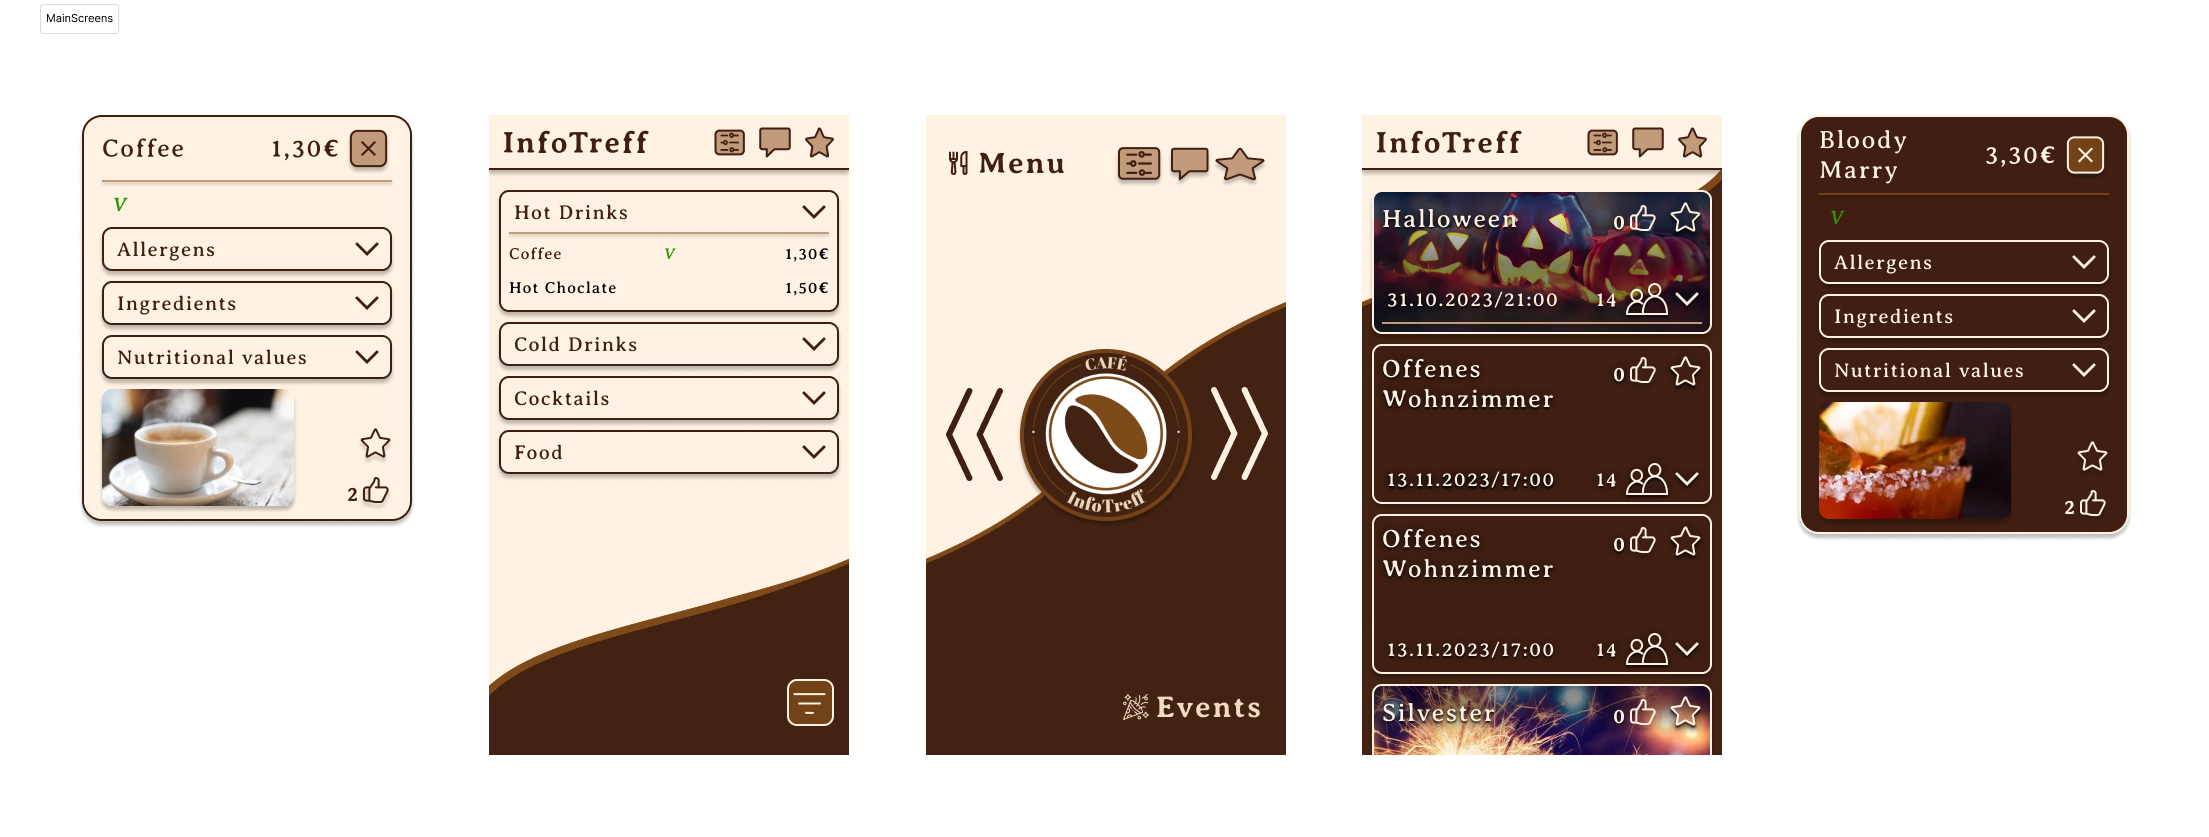 MainScreens
Coffee 1,30€
V
Allergens
Ingredients
Nutritional values
2
InfoTreff
Hot Drinks
Coffee V 1,30€
Hot Choclate 1,50€
Cold Drinks
Cocktails
Food
Menu
CAFÉ
InfoTreff
Events
InfoTreff
Halloween 0
31.10.2023/21:00 14
Offenes 0
Wohnzimmer
13.11.2023/17:00 14
Offenes 0
Wohnzimmer
13.11.2023/17:00 14
Silvester 0
Bloody
Marry 3,30€
V
Allergens
Ingredients
Nutritional values
2